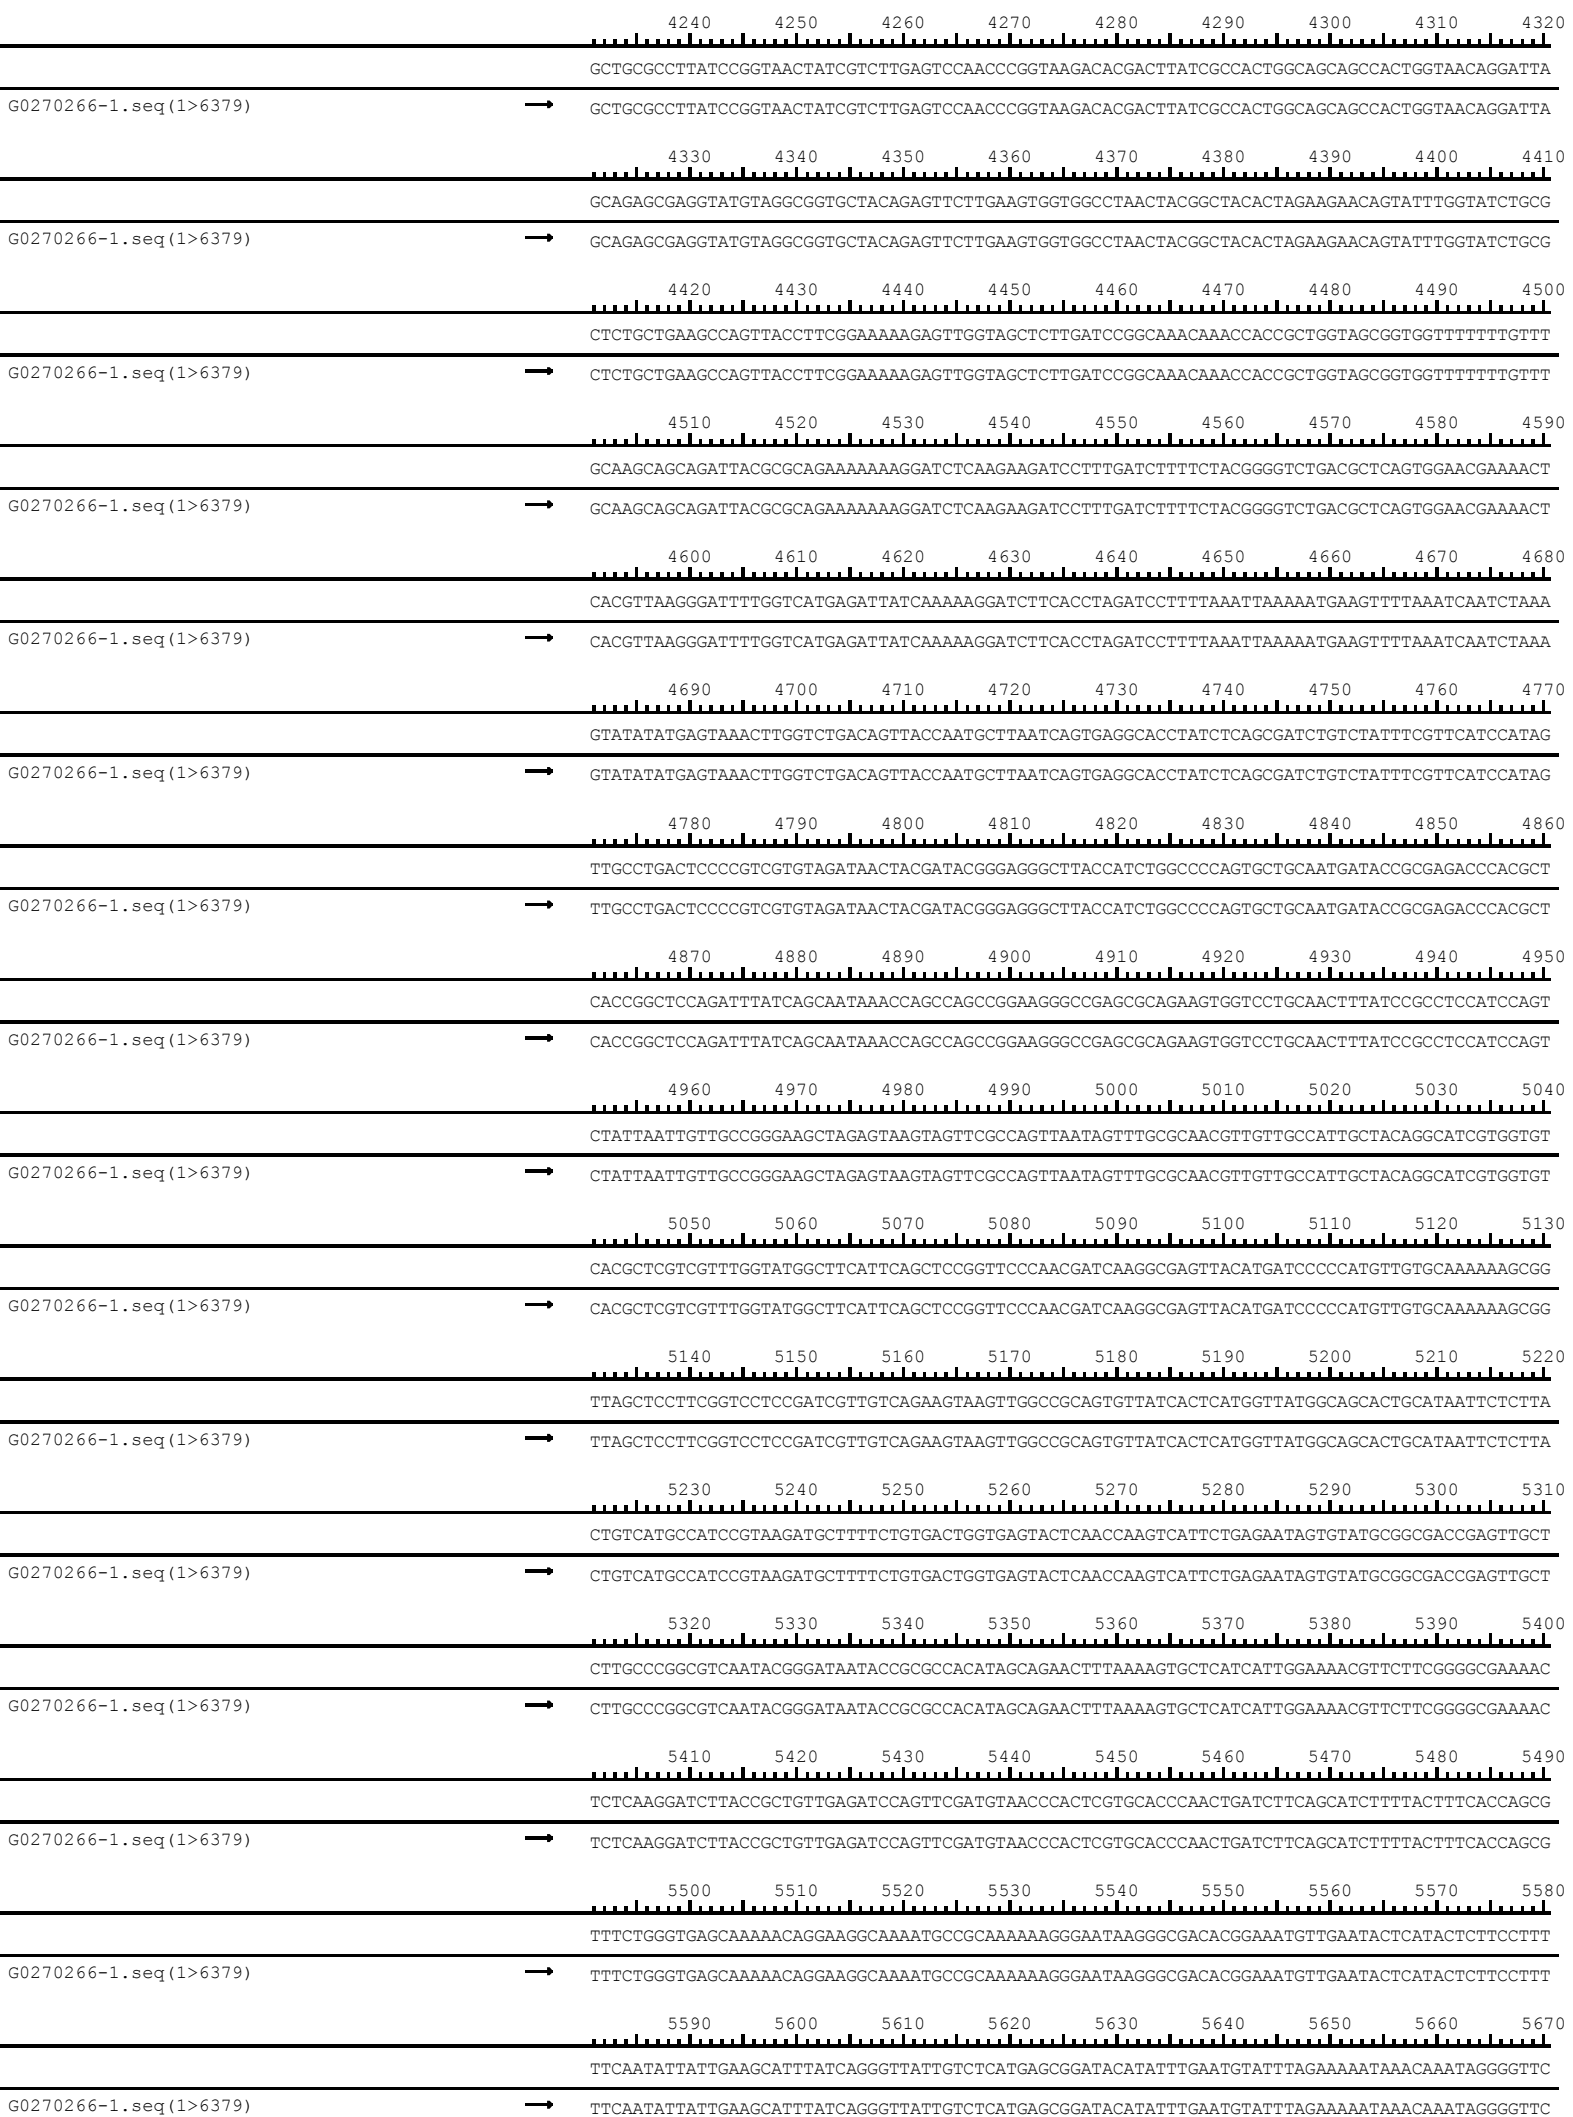 4240 4250 4260 4270 4280 4290 4300 4310 4320
GCTGCGCCTTATCCGGTAACTATCGTCTTGAGTCCAACCCGGTAAGACACGACTTATCGCCACTGGCAGCAGCCACTGGTAACAGGATTA
G0270266-1.seq(1>6379) → GCTGCGCCTTATCCGGTAACTATCGTCTTGAGTCCAACCCGGTAAGACACGACTTATCGCCACTGGCAGCAGCCACTGGTAACAGGATTA
4330 4340 4350 4360 4370 4380 4390 4400 4410
GCAGAGCGAGGTATGTAGGCGGTGCTACAGAGTTCTTGAAGTGGTGGCCTAACTACGGCTACACTAGAAGAACAGTATTTGGTATCTGCG
G0270266-1.seq(1>6379) → GCAGAGCGAGGTATGTAGGCGGTGCTACAGAGTTCTTGAAGTGGTGGCCTAACTACGGCTACACTAGAAGAACAGTATTTGGTATCTGCG
4420 4430 4440 4450 4460 4470 4480 4490 4500
CTCTGCTGAAGCCAGTTACCTTCGGAAAAAGAGTTGGTAGCTCTTGATCCGGCAAACAAACCACCGCTGGTAGCGGTGGTTTTTTTGTTT
G0270266-1.seq(1>6379) → CTCTGCTGAAGCCAGTTACCTTCGGAAAAAGAGTTGGTAGCTCTTGATCCGGCAAACAAACCACCGCTGGTAGCGGTGGTTTTTTTGTTT
4510 4520 4530 4540 4550 4560 4570 4580 4590
GCAAGCAGCAGATTACGCGCAGAAAAAAAGGATCTCAAGAAGATCCTTTGATCTTTTCTACGGGGTCTGACGCTCAGTGGAACGAAAACT
G0270266-1.seq(1>6379) → GCAAGCAGCAGATTACGCGCAGAAAAAAAGGATCTCAAGAAGATCCTTTGATCTTTTCTACGGGGTCTGACGCTCAGTGGAACGAAAACT
4600 4610 4620 4630 4640 4650 4660 4670 4680
CACGTTAAGGGATTTTGGTCATGAGATTATCAAAAAGGATCTTCACCTAGATCCTTTTAAATTAAAAATGAAGTTTTAAATCAATCTAAA
G0270266-1.seq(1>6379) → CACGTTAAGGGATTTTGGTCATGAGATTATCAAAAAGGATCTTCACCTAGATCCTTTTAAATTAAAAATGAAGTTTTAAATCAATCTAAA
4690 4700 4710 4720 4730 4740 4750 4760 4770
GTATATATGAGTAAACTTGGTCTGACAGTTACCAATGCTTAATCAGTGAGGCACCTATCTCAGCGATCTGTCTATTTCGTTCATCCATAG
G0270266-1.seq(1>6379) → GTATATATGAGTAAACTTGGTCTGACAGTTACCAATGCTTAATCAGTGAGGCACCTATCTCAGCGATCTGTCTATTTCGTTCATCCATAG
4780 4790 4800 4810 4820 4830 4840 4850 4860
TTGCCTGACTCCCCGTCGTGTAGATAACTACGATACGGGAGGGCTTACCATCTGGCCCCAGTGCTGCAATGATACCGCGAGACCCACGCT
G0270266-1.seq(1>6379) → TTGCCTGACTCCCCGTCGTGTAGATAACTACGATACGGGAGGGCTTACCATCTGGCCCCAGTGCTGCAATGATACCGCGAGACCCACGCT
4870 4880 4890 4900 4910 4920 4930 4940 4950
CACCGGCTCCAGATTTATCAGCAATAAACCAGCCAGCCGGAAGGGCCGAGCGCAGAAGTGGTCCTGCAACTTTATCCGCCTCCATCCAGT
G0270266-1.seq(1>6379) → CACCGGCTCCAGATTTATCAGCAATAAACCAGCCAGCCGGAAGGGCCGAGCGCAGAAGTGGTCCTGCAACTTTATCCGCCTCCATCCAGT
4960 4970 4980 4990 5000 5010 5020 5030 5040
CTATTAATTGTTGCCGGGAAGCTAGAGTAAGTAGTTCGCCAGTTAATAGTTTGCGCAACGTTGTTGCCATTGCTACAGGCATCGTGGTGT
G0270266-1.seq(1>6379) → CTATTAATTGTTGCCGGGAAGCTAGAGTAAGTAGTTCGCCAGTTAATAGTTTGCGCAACGTTGTTGCCATTGCTACAGGCATCGTGGTGT
5050 5060 5070 5080 5090 5100 5110 5120 5130
CACGCTCGTCGTTTGGTATGGCTTCATTCAGCTCCGGTTCCCAACGATCAAGGCGAGTTACATGATCCCCCATGTTGTGCAAAAAAGCGG
G0270266-1.seq(1>6379) → CACGCTCGTCGTTTGGTATGGCTTCATTCAGCTCCGGTTCCCAACGATCAAGGCGAGTTACATGATCCCCCATGTTGTGCAAAAAAGCGG
5140 5150 5160 5170 5180 5190 5200 5210 5220
TTAGCTCCTTCGGTCCTCCGATCGTTGTCAGAAGTAAGTTGGCCGCAGTGTTATCACTCATGGTTATGGCAGCACTGCATAATTCTCTTA
G0270266-1.seq(1>6379) → TTAGCTCCTTCGGTCCTCCGATCGTTGTCAGAAGTAAGTTGGCCGCAGTGTTATCACTCATGGTTATGGCAGCACTGCATAATTCTCTTA
5230 5240 5250 5260 5270 5280 5290 5300 5310
CTGTCATGCCATCCGTAAGATGCTTTTCTGTGACTGGTGAGTACTCAACCAAGTCATTCTGAGAATAGTGTATGCGGCGACCGAGTTGCT
G0270266-1.seq(1>6379) → CTGTCATGCCATCCGTAAGATGCTTTTCTGTGACTGGTGAGTACTCAACCAAGTCATTCTGAGAATAGTGTATGCGGCGACCGAGTTGCT
5320 5330 5340 5350 5360 5370 5380 5390 5400
CTTGCCCGGCGTCAATACGGGATAATACCGCGCCACATAGCAGAACTTTAAAAGTGCTCATCATTGGAAAACGTTCTTCGGGGCGAAAAC
G0270266-1.seq(1>6379) → CTTGCCCGGCGTCAATACGGGATAATACCGCGCCACATAGCAGAACTTTAAAAGTGCTCATCATTGGAAAACGTTCTTCGGGGCGAAAAC
5410 5420 5430 5440 5450 5460 5470 5480 5490
TCTCAAGGATCTTACCGCTGTTGAGATCCAGTTCGATGTAACCCACTCGTGCACCCAACTGATCTTCAGCATCTTTTACTTTCACCAGCG
G0270266-1.seq(1>6379) → TCTCAAGGATCTTACCGCTGTTGAGATCCAGTTCGATGTAACCCACTCGTGCACCCAACTGATCTTCAGCATCTTTTACTTTCACCAGCG
5500 5510 5520 5530 5540 5550 5560 5570 5580
TTTCTGGGTGAGCAAAAACAGGAAGGCAAAATGCCGCAAAAAAGGGAATAAGGGCGACACGGAAATGTTGAATACTCATACTCTTCCTTT
G0270266-1.seq(1>6379) → TTTCTGGGTGAGCAAAAACAGGAAGGCAAAATGCCGCAAAAAAGGGAATAAGGGCGACACGGAAATGTTGAATACTCATACTCTTCCTTT
5590 5600 5610 5620 5630 5640 5650 5660 5670
TTCAATATTATTGAAGCATTTATCAGGGTTATTGTCTCATGAGCGGATACATATTTGAATGTATTTAGAAAAATAAACAAATAGGGGTTC
G0270266-1.seq(1>6379) → TTCAATATTATTGAAGCATTTATCAGGGTTATTGTCTCATGAGCGGATACATATTTGAATGTATTTAGAAAAATAAACAAATAGGGGTTC